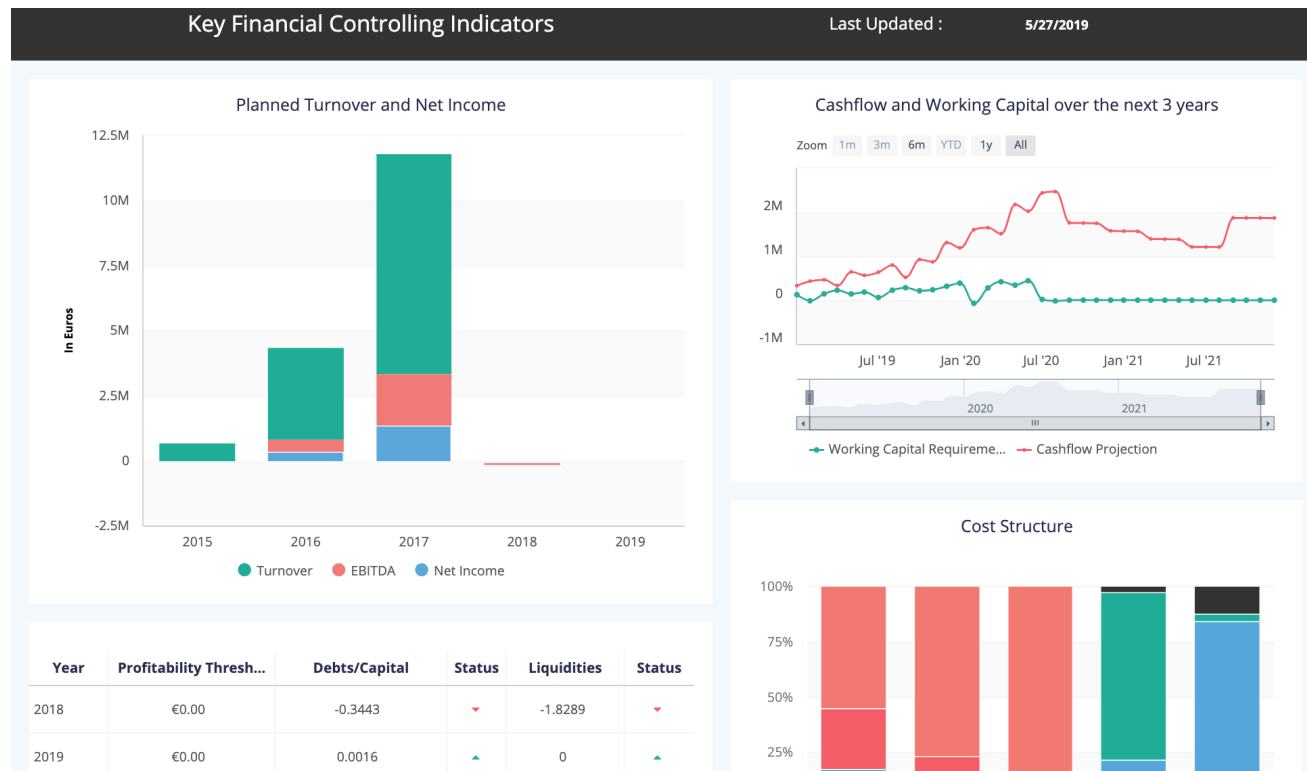 Key Financial Controlling Indicators
Last Updated : 5/27/2019
Planned Turnover and Net Income
12.5M
10M
7.5M
5M
2.5M
0
-2.5M
In Euros
2015 2016 2017 2018 2019
Turnover EBITDA Net Income
Cashflow and Working Capital over the next 3 years
Zoom 1m 3m 6m YTD 1y All
2M
1M
0
-1M
Jul '19 Jan '20 Jul '20 Jan '21 Jul '21
2020 2021
Working Capital Requireme... Cashflow Projection
Year Profitability Thresh... Debts/Capital Status Liquidities Status
2018 €0.00 -0.3443 -1.8289
2019 €0.00 0.0016 0
Cost Structure
100%
75%
50%
25%